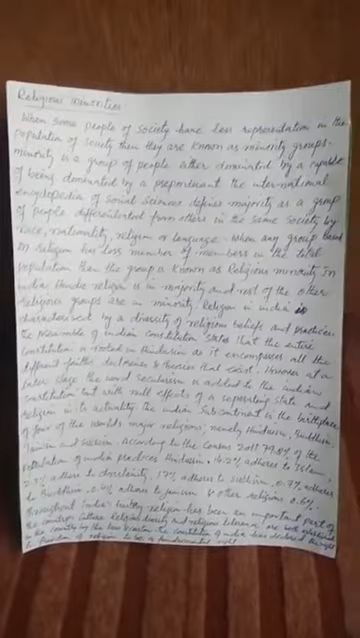 Religious Minorities
When some people of society have less representation in the
population of society then they are known as minority groups.
minority is a group of people either dominated by a capable
of being dominated by a preponderant the international
encyclopedia of social sciences defines majority as a group
of people differentiated from others in the same society by
race, nationality, religion or language. When any group based
on religion has less number of members in the total
population than the group is known as Religious minority in
India Hindu religion is in majority and rest of the other
religions groups are in minority Religion in india is
characterised by a diversity of religious beliefs and practices.
the Preamble of indian constitution states that the entire
constitution is rooted in Hinduism as it encompasses all the
different faiths doctrines & theories that exist. However at a
later stage the word secularism is added to the indian
constitution but with null effects of a separating state and
religion in its actuality the indian Subcontinent is the birthplace
of four of the world's major religions, namely Hinduism, Buddhism,
Jainism and Sikhism. According to the census 2011 79.8% of the
population of india practices Hinduism, 14.2% adheres to Islam,
2.3% adhere to christianity, 1.7% adheres to sikhism, 0.7% adheres
to Buddhism, 0.4% adheres to jainism & other religions 0.6%.
throughout India's history religion has been an important part of
the country's culture Religious diversity and religious tolerance are both established
in the country by the law the constitution of india has declared the right
to freedom of religion to be a fundamental right